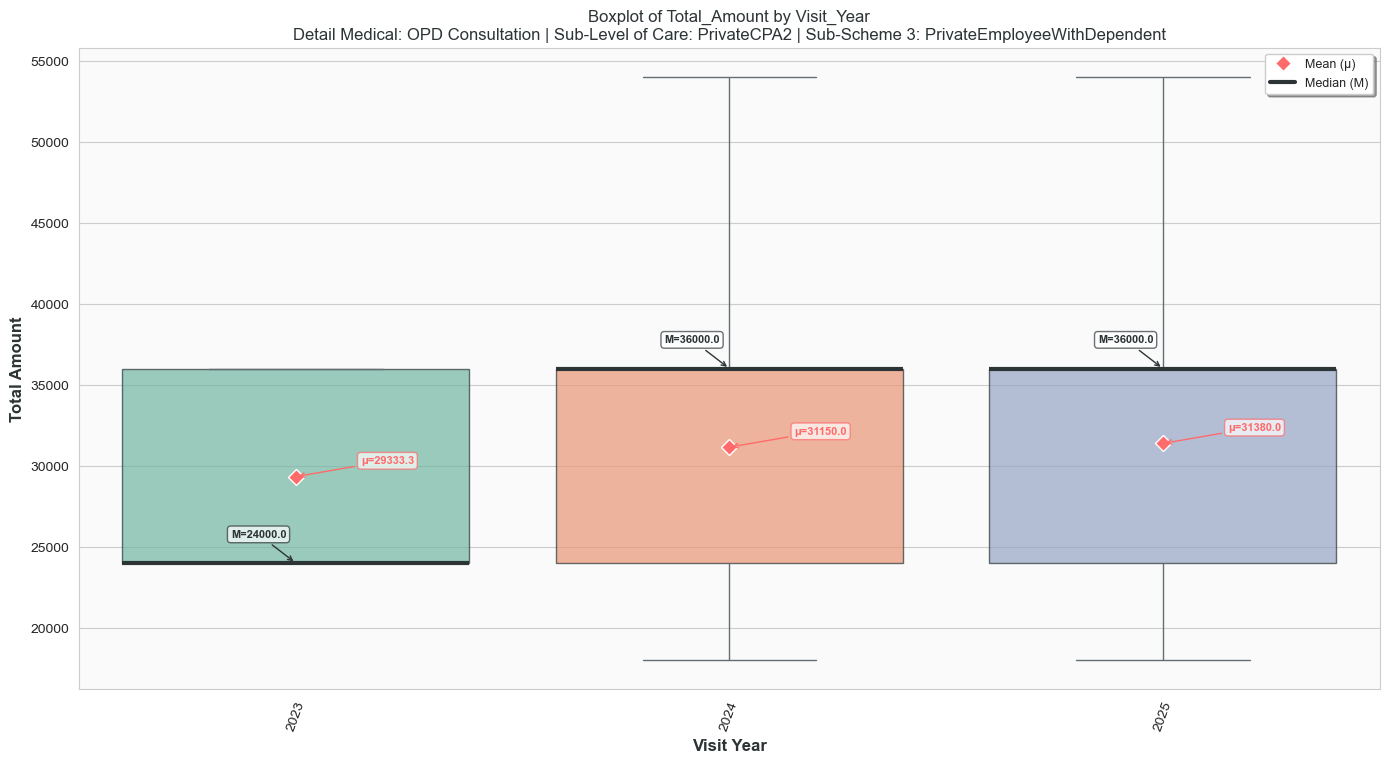 Boxplot of Total_Amount by Visit_Year
Detail Medical: OPD Consultation | Sub-Level of Care: PrivateCPA2 | Sub-Scheme 3: PrivateEmployeeWithDependent
Mean (μ)
Median (M)
Total Amount
55000
50000
45000
40000
35000
30000
25000
20000
M=24000.0
μ=29333.3
M=36000.0
μ=31150.0
M=36000.0
μ=31380.0
2023
2024
2025
Visit Year